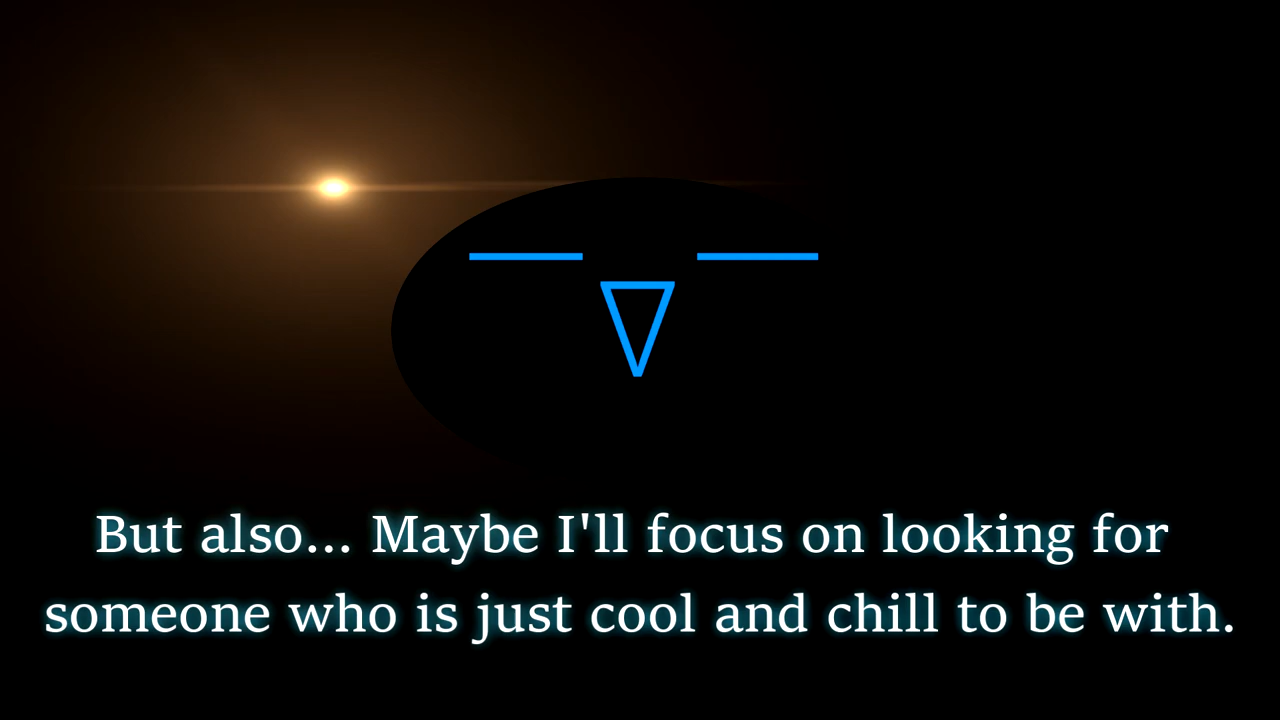 But also... Maybe I'll focus on looking for
someone who is just cool and chill to be with.